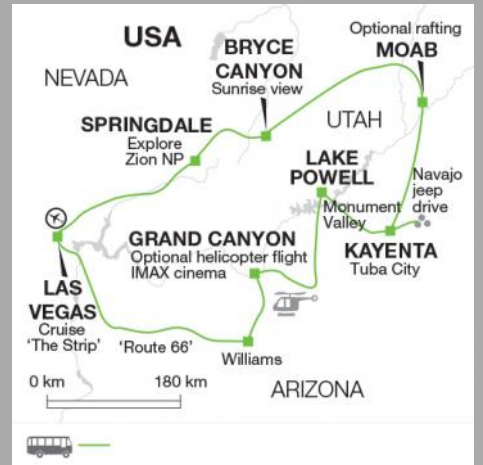 USA
NEVADA
BRYCE
CANYON
Sunrise view
Optional rafting
MOAB
SPRINGDALE
Explore
Zion NP
UTAH
LAKE
POWELL
Monument
Valley
Navajo
jeep
drive
KAYENTA
Tuba City
GRAND CANYON
Optional helicopter flight
IMAX cinema
LAS
VEGAS
Cruise
'The Strip'
'Route 66'
Williams
0 km 180 km
ARIZONA